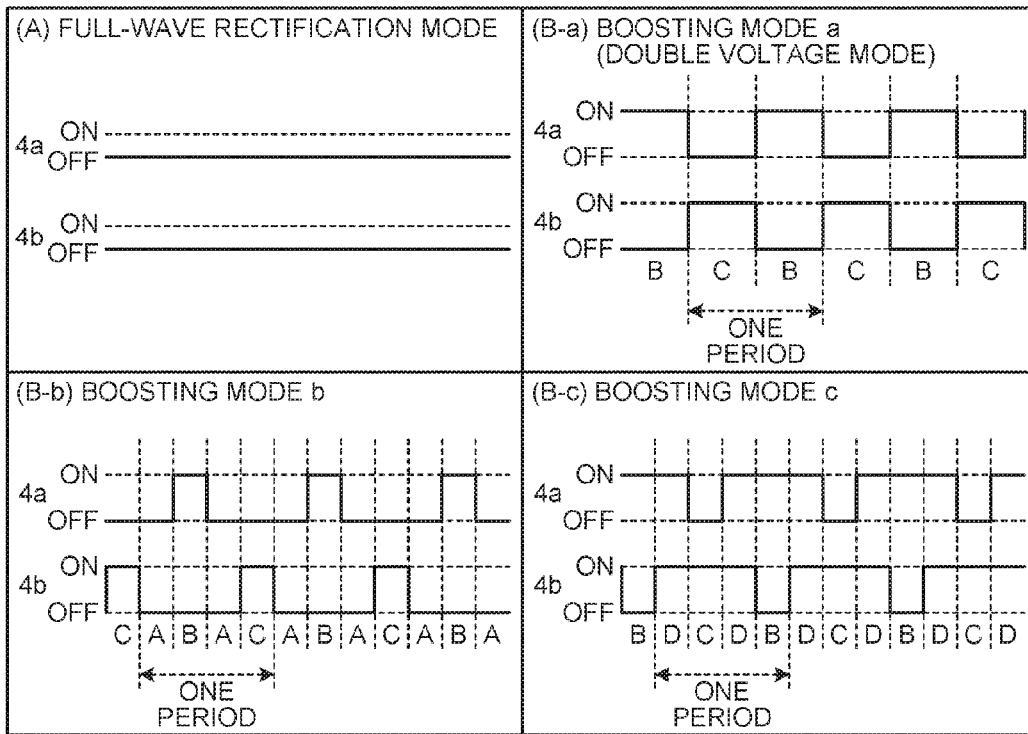 (A) FULL-WAVE RECTIFICATION MODE
4a ON
OFF
4b ON
OFF
(B-a) BOOSTING MODE a
(DOUBLE VOLTAGE MODE)
4a ON
OFF
4b ON
OFF
B C B C B C
ONE
PERIOD
(B-b) BOOSTING MODE b
4a ON
OFF
4b ON
OFF
C A B A C A B A C A B A
ONE
PERIOD
(B-c) BOOSTING MODE c
4a ON
OFF
4b ON
OFF
B D C D B D C D B D C D
ONE
PERIOD